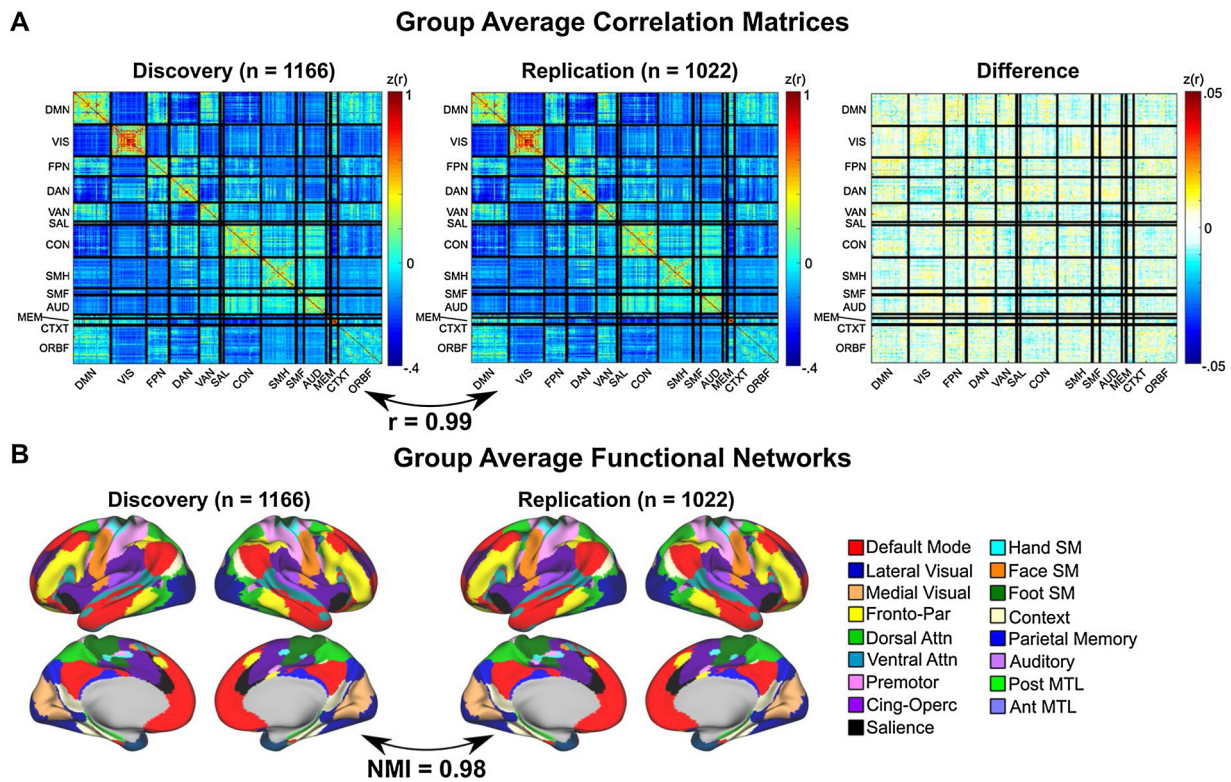 A
Group Average Correlation Matrices
Discovery (n = 1166)
Replication (n = 1022)
Difference
z(r)
z(r)
z(r)
DMN
VIS
FPN
DAN
VAN
SAL
CON
SMH
SMF
AUD
MEM
CTXT
ORBF
1
0
-.4
DMN
VIS
FPN
DAN
VAN
SAL
CON
SMH
SMF
AUD
MEM
CTXT
ORBF
DMN
VIS
FPN
DAN
VAN
SAL
CON
SMH
SMF
AUD
MEM
CTXT
ORBF
1
0
-.4
DMN
VIS
FPN
DAN
VAN
SAL
CON
SMH
SMF
AUD
MEM
CTXT
ORBF
DMN
VIS
FPN
DAN
VAN
SAL
CON
SMH
SMF
AUD
MEM
CTXT
ORBF
.05
0
-.05
DMN
VIS
FPN
DAN
VAN
SAL
CON
SMH
SMF
AUD
MEM
CTXT
ORBF
r = 0.99
B
Group Average Functional Networks
Discovery (n = 1166)
Replication (n = 1022)
Default Mode
Lateral Visual
Medial Visual
Fronto-Par
Dorsal Attn
Ventral Attn
Premotor
Cing-Operc
Salience
Hand SM
Face SM
Foot SM
Context
Parietal Memory
Auditory
Post MTL
Ant MTL
NMI = 0.98